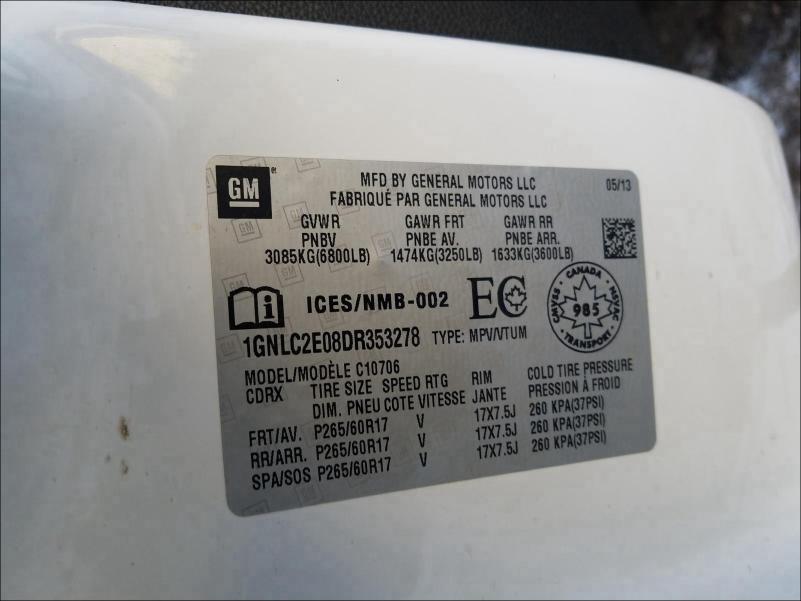 GM
MFD BY GENERAL MOTORS LLC 05/13
FABRIQUÉ PAR GENERAL MOTORS LLC
GVWR GAWR FRT GAWR RR
PNBV PNBE AV. PNBE ARR.
3085KG(6800LB) 1474KG(3250LB) 1633KG(3600LB)
ICES/NMB-002 EC
CANADA
CMVSS 985 NSVAC
TRANSPORT
1GNLC2E08DR353278 TYPE: MPV/VTUM
MODEL/MODÈLE C10706
CDRX TIRE SIZE SPEED RTG RIM COLD TIRE PRESSURE
DIM. PNEU COTE VITESSE JANTE PRESSION À FROID
FRT/AV. P265/60R17 V 17X7.5J 260 KPA(37PSI)
RR/ARR. P265/60R17 V 17X7.5J 260 KPA(37PSI)
SPA/SOS P265/60R17 V 17X7.5J 260 KPA(37PSI)